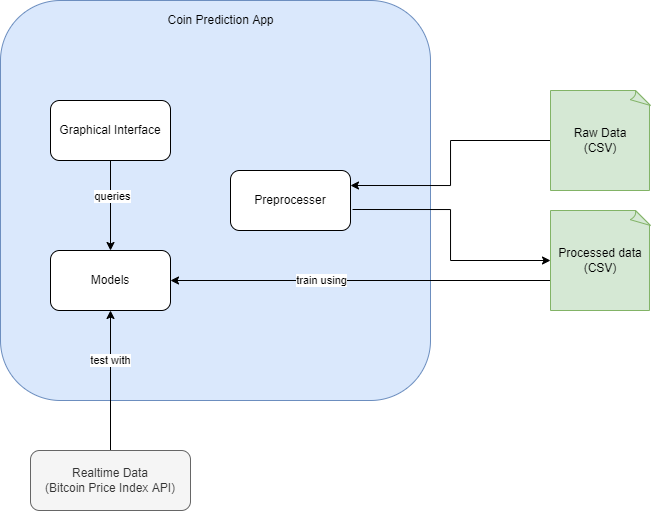 Coin Prediction App
Graphical Interface
Raw Data
(CSV)
queries
Preprocesser
Processed data
(CSV)
Models
train using
test with
Realtime Data
(Bitcoin Price Index API)